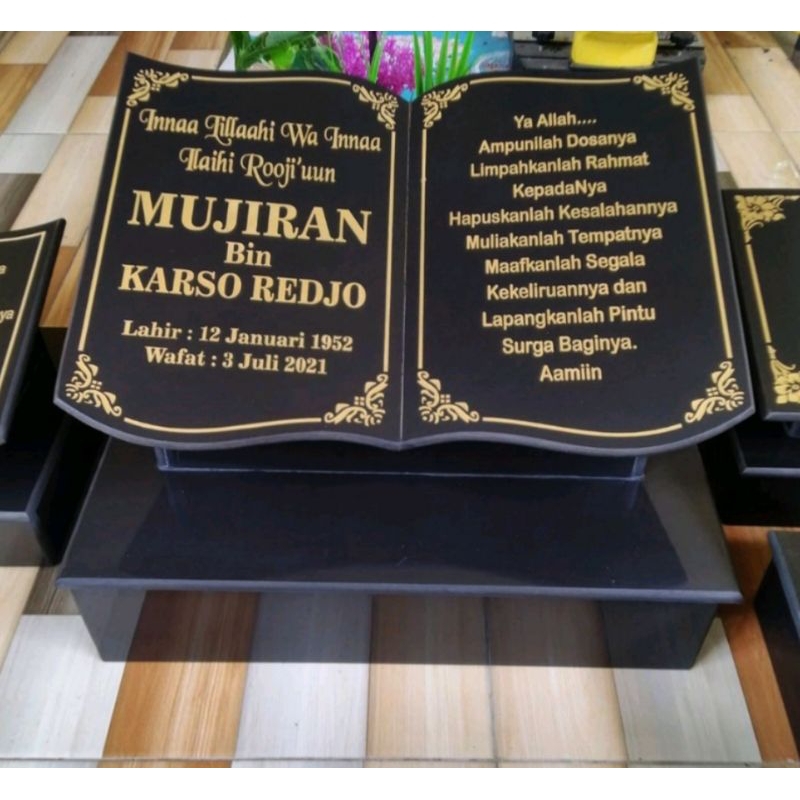 Innaa Lillaahi Wa Innaa
Ilaihi Rooji'uun
MUJIRAN
Bin
KARSO REDJO
Lahir : 12 Januari 1952
Wafat : 3 Juli 2021
Ya Allah....
Ampunilah Dosanya
Limpahkanlah Rahmat
KepadaNya
Hapuskanlah Kesalahannya
Muliakanlah Tempatnya
Maafkanlah Segala
Kekeliruannya dan
Lapangkanlah Pintu
Surga Baginya.
Aamiin